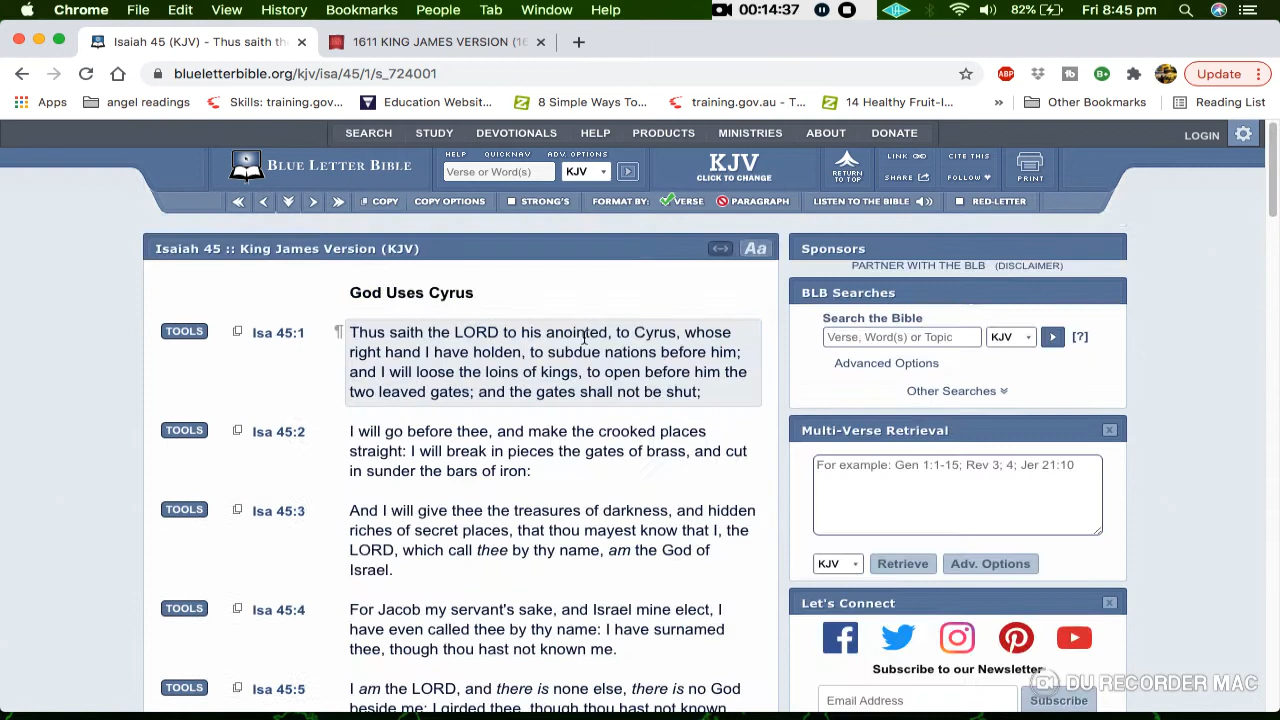 Chrome File Edit View History Bookmarks People Tab Window Help 00:14:37 82% Fri 8:45 pm
Isaiah 45 (KJV) - Thus saith th 1611 KING JAMES VERSION (16
blueletterbible.org/kjv/isa/45/1/s_724001 Update
Apps angel readings Skills: training.gov... Education Websit... 8 Simple Ways To... training.gov.au - T... 14 Healthy Fruit-I... » Other Bookmarks Reading List
SEARCH STUDY DEVOTIONALS HELP PRODUCTS MINISTRIES ABOUT DONATE LOGIN
BLUE LETTER BIBLE
HELP QUICKNAV ADV. OPTIONS
Verse or Word(s) KJV
KJV
CLICK TO CHANGE
RETURN
TO TOP
LINK CITE THIS
SHARE FOLLOW
PRINT
COPY COPY OPTIONS STRONG'S FORMAT BY: VERSE PARAGRAPH LISTEN TO THE BIBLE RED-LETTER
Isaiah 45 :: King James Version (KJV) Aa
God Uses Cyrus
TOOLS Isa 45:1 ¶ Thus saith the LORD to his anointed, to Cyrus, whose
right hand I have holden, to subdue nations before him;
and I will loose the loins of kings, to open before him the
two leaved gates; and the gates shall not be shut;
TOOLS Isa 45:2 I will go before thee, and make the crooked places
straight: I will break in pieces the gates of brass, and cut
in sunder the bars of iron:
TOOLS Isa 45:3 And I will give thee the treasures of darkness, and hidden
riches of secret places, that thou mayest know that I, the
LORD, which call thee by thy name, am the God of
Israel.
TOOLS Isa 45:4 For Jacob my servant's sake, and Israel mine elect, I
have even called thee by thy name: I have surnamed
thee, though thou hast not known me.
TOOLS Isa 45:5 I am the LORD, and there is none else, there is no God
beside me: I girded thee, though thou hast not known
Sponsors
PARTNER WITH THE BLB (DISCLAIMER)
BLB Searches
Search the Bible
Verse, Word(s) or Topic KJV [?]
Advanced Options
Other Searches
Multi-Verse Retrieval X
For example: Gen 1:1-15; Rev 3; 4; Jer 21:10
KJV Retrieve Adv. Options
Let's Connect X
Subscribe to our Newsletter
Email Address Subscribe
DU RECORDER MAC